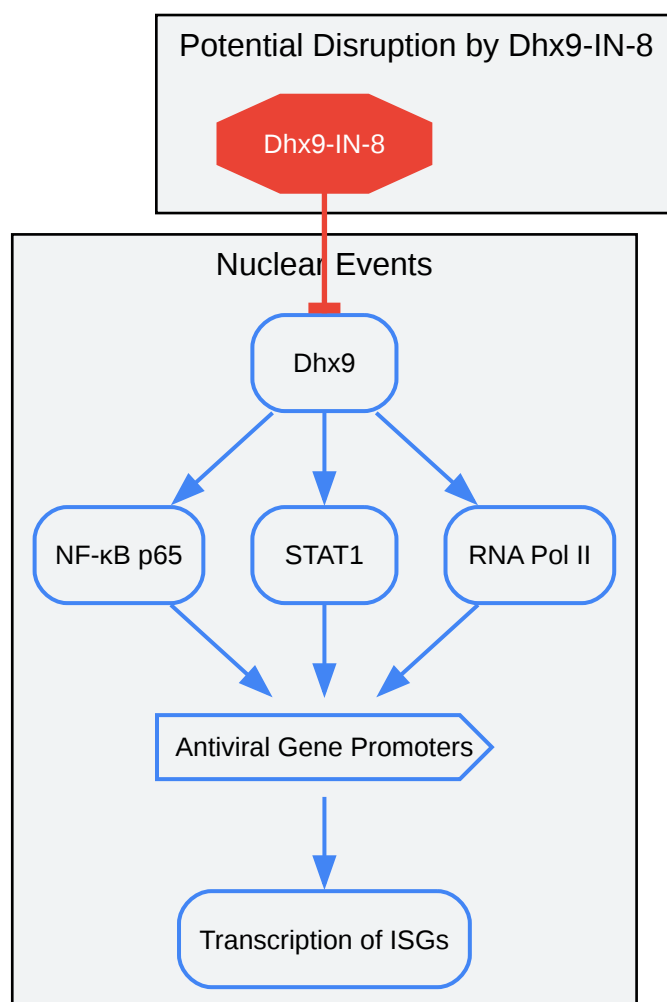 Potential Disruption by Dhx9-IN-8
Dhx9-IN-8
Nuclear Events
Dhx9
NF-κB p65
STAT1
RNA Pol II
Antiviral Gene Promoters
Transcription of ISGs